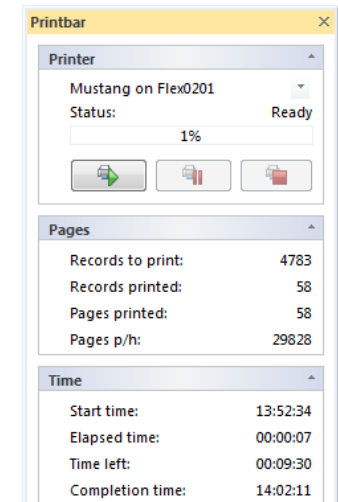 Printbar
Printer
Mustang on Flex0201
Status: Ready
1%
Pages
Records to print: 4783
Records printed: 58
Pages printed: 58
Pages p/h: 29828
Time
Start time: 13:52:34
Elapsed time: 00:00:07
Time left: 00:09:30
Completion time: 14:02:11